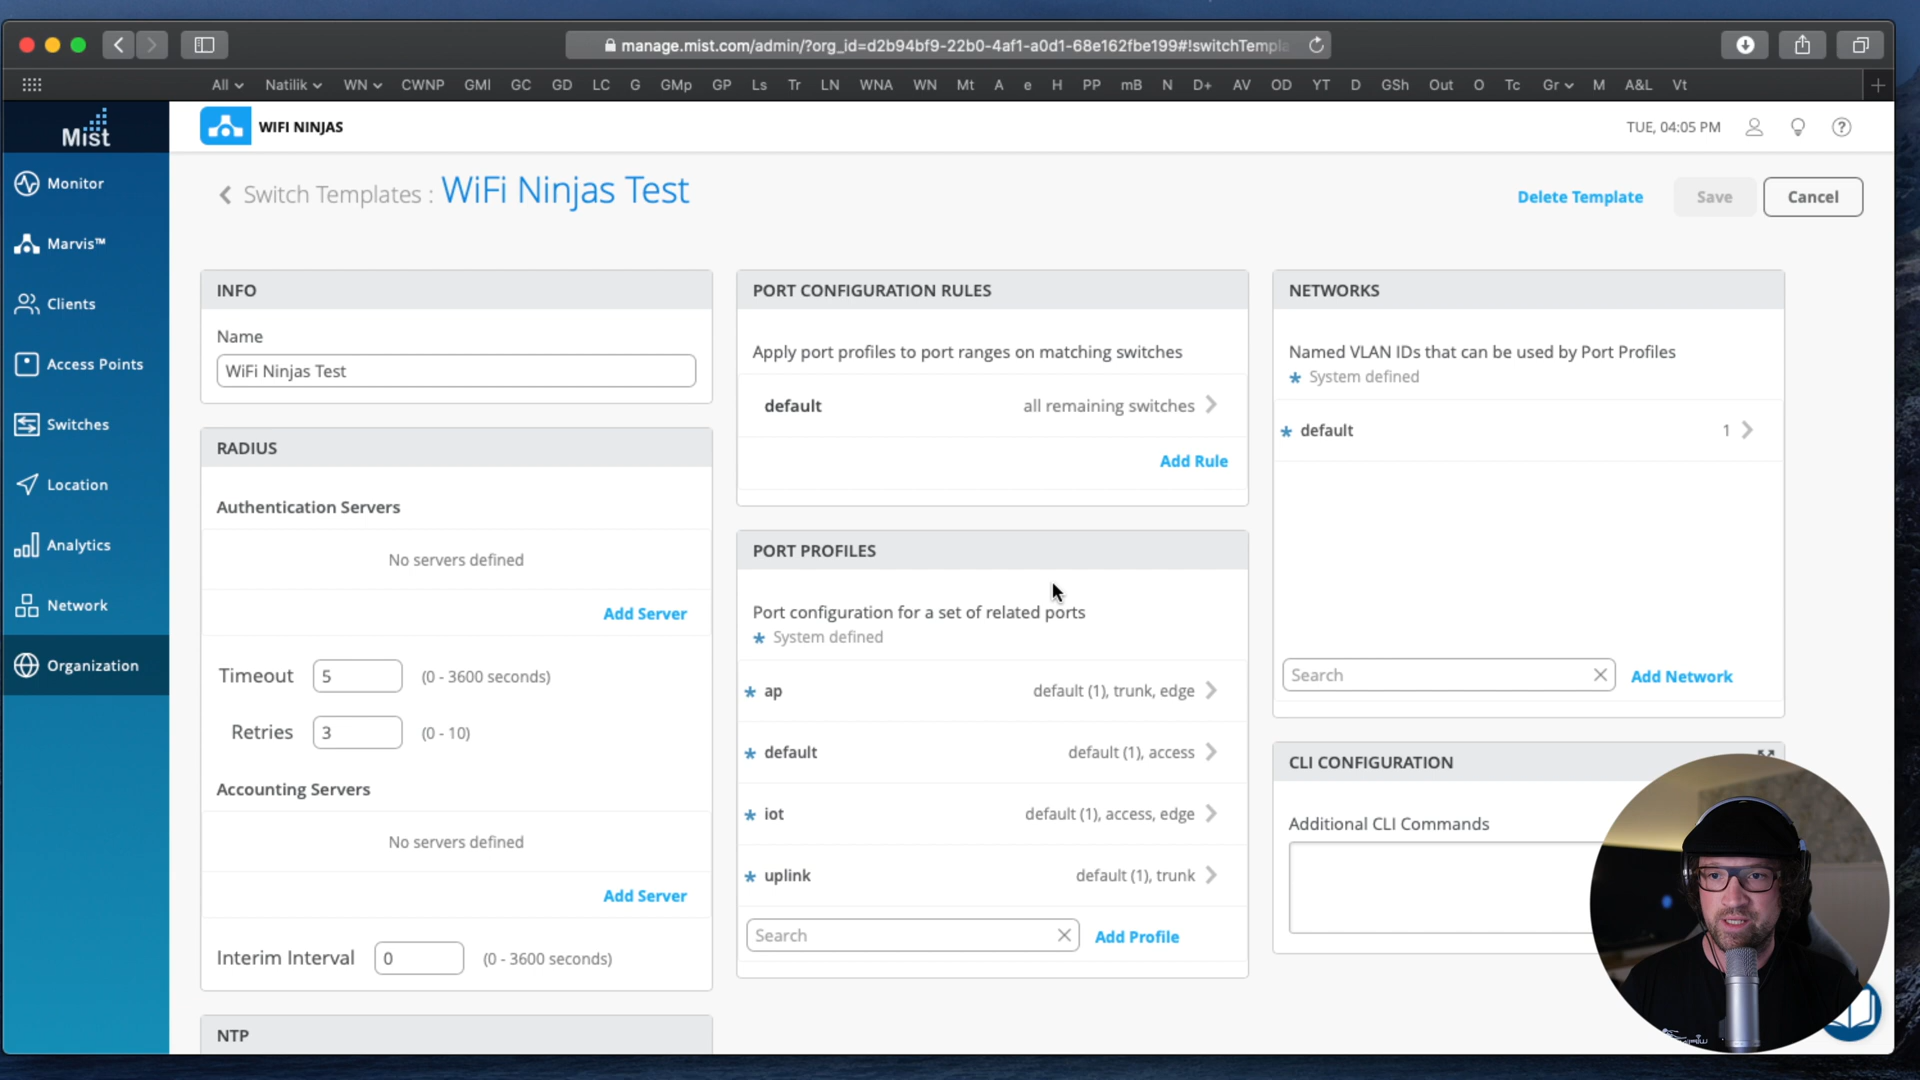 manage.mist.com/admin/?org_id=d2b94bf9-22b0-4af1-a0d1-68e162fbe199#!switchTempla
All Natilik WN CWNP GMI GC GD LC G GMp GP Ls Tr LN WNA WN Mt A e H PP mB N D+ AV OD YT D GSh Out O Tc Gr M A&L Vt
Mist
WIFI NINJAS
TUE, 04:05 PM
Monitor
Marvis™
Clients
Access Points
Switches
Location
Analytics
Network
Organization
Switch Templates : WiFi Ninjas Test
Delete Template
Save
Cancel
INFO
Name
WiFi Ninjas Test
RADIUS
Authentication Servers
No servers defined
Add Server
Timeout 5 (0 - 3600 seconds)
Retries 3 (0 - 10)
Accounting Servers
No servers defined
Add Server
Interim Interval 0 (0 - 3600 seconds)
NTP
PORT CONFIGURATION RULES
Apply port profiles to port ranges on matching switches
default all remaining switches
Add Rule
PORT PROFILES
Port configuration for a set of related ports
* System defined
* ap default (1), trunk, edge
* default default (1), access
* iot default (1), access, edge
* uplink default (1), trunk
Search
Add Profile
NETWORKS
Named VLAN IDs that can be used by Port Profiles
* System defined
* default 1
Search
Add Network
CLI CONFIGURATION
Additional CLI Commands